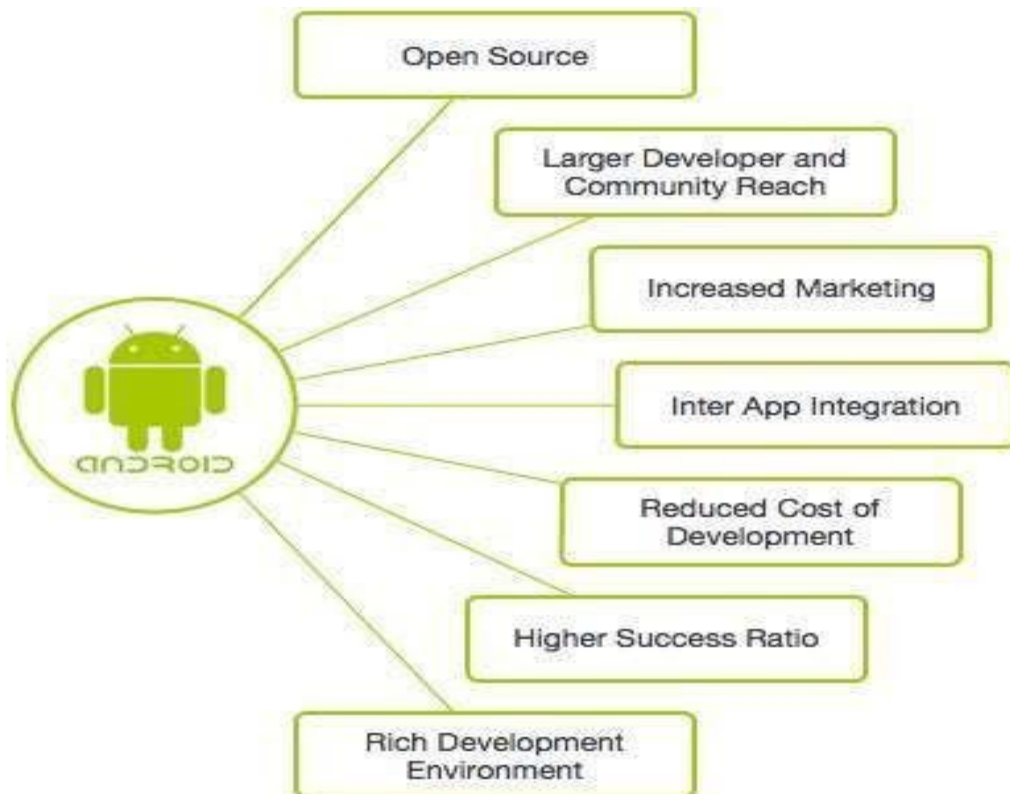 Open Source
Larger Developer and
Community Reach
Increased Marketing
Inter App Integration
ANDROID
Reduced Cost of
Development
Higher Success Ratio
Rich Development
Environment